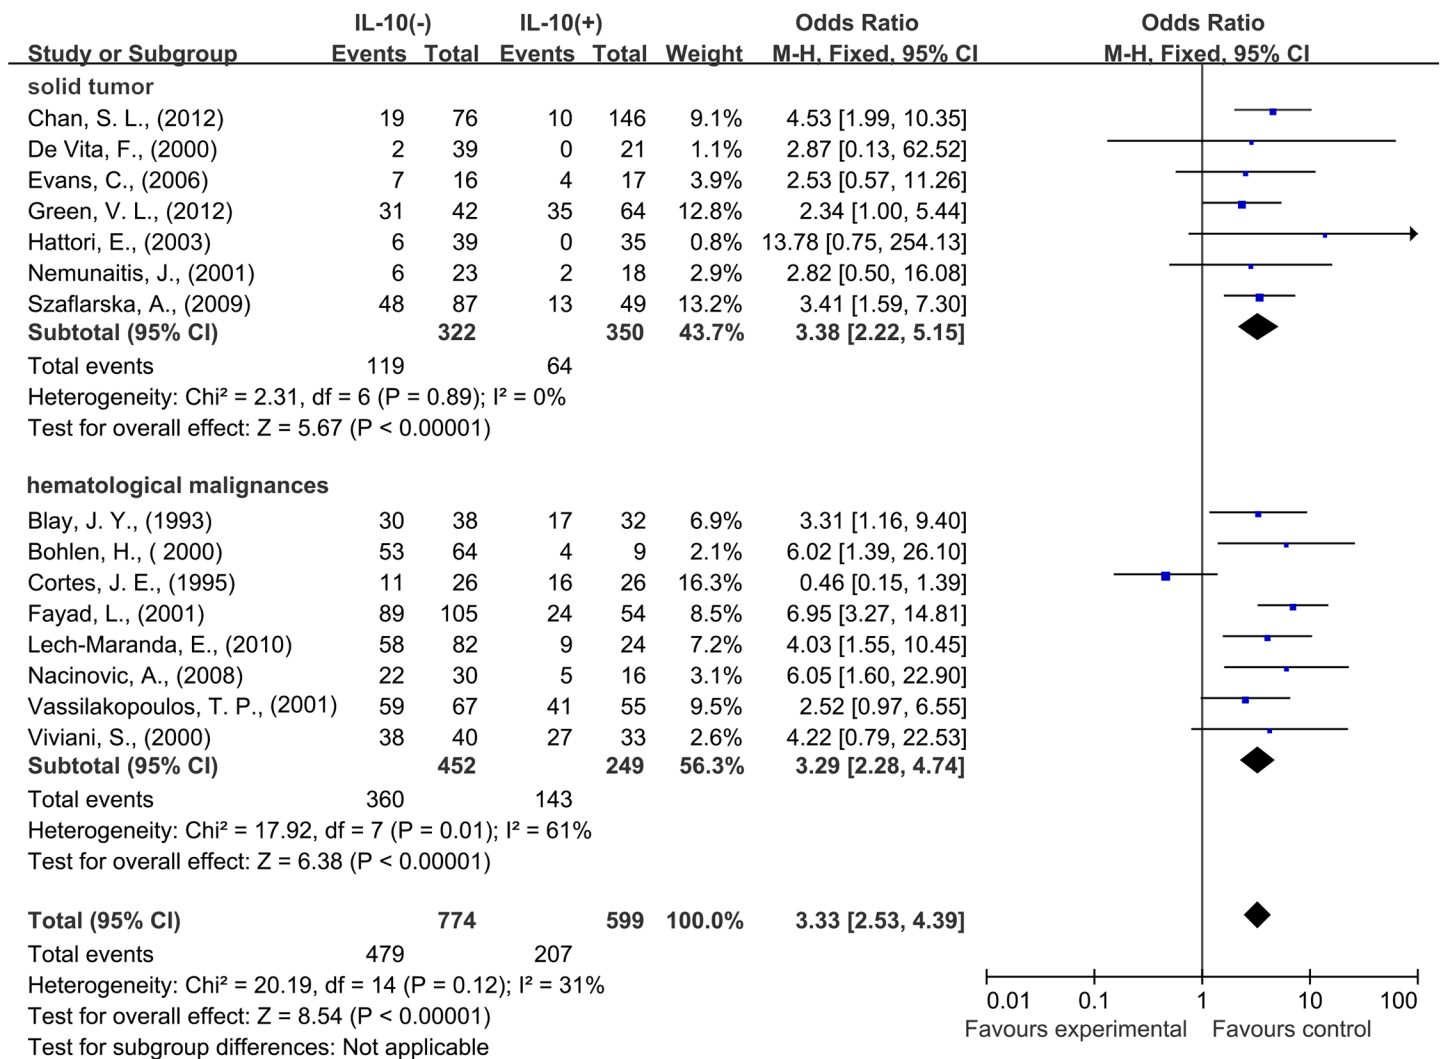 IL-10(-) IL-10(+) Odds Ratio Odds Ratio
Study or Subgroup Events Total Events Total Weight M-H, Fixed, 95% CI M-H, Fixed, 95% CI
solid tumor
Chan, S. L., (2012) 19 76 10 146 9.1% 4.53 [1.99, 10.35]
De Vita, F., (2000) 2 39 0 21 1.1% 2.87 [0.13, 62.52]
Evans, C., (2006) 7 16 4 17 3.9% 2.53 [0.57, 11.26]
Green, V. L., (2012) 31 42 35 64 12.8% 2.34 [1.00, 5.44]
Hattori, E., (2003) 6 39 0 35 0.8% 13.78 [0.75, 254.13]
Nemunaitis, J., (2001) 6 23 2 18 2.9% 2.82 [0.50, 16.08]
Szaflarska, A., (2009) 48 87 13 49 13.2% 3.41 [1.59, 7.30]
Subtotal (95% CI) 322 350 43.7% 3.38 [2.22, 5.15]
Total events 119 64
Heterogeneity: Chi² = 2.31, df = 6 (P = 0.89); I² = 0%
Test for overall effect: Z = 5.67 (P < 0.00001)
hematological malignances
Blay, J. Y., (1993) 30 38 17 32 6.9% 3.31 [1.16, 9.40]
Bohlen, H., ( 2000) 53 64 4 9 2.1% 6.02 [1.39, 26.10]
Cortes, J. E., (1995) 11 26 16 26 16.3% 0.46 [0.15, 1.39]
Fayad, L., (2001) 89 105 24 54 8.5% 6.95 [3.27, 14.81]
Lech-Maranda, E., (2010) 58 82 9 24 7.2% 4.03 [1.55, 10.45]
Nacinovic, A., (2008) 22 30 5 16 3.1% 6.05 [1.60, 22.90]
Vassilakopoulos, T. P., (2001) 59 67 41 55 9.5% 2.52 [0.97, 6.55]
Viviani, S., (2000) 38 40 27 33 2.6% 4.22 [0.79, 22.53]
Subtotal (95% CI) 452 249 56.3% 3.29 [2.28, 4.74]
Total events 360 143
Heterogeneity: Chi² = 17.92, df = 7 (P = 0.01); I² = 61%
Test for overall effect: Z = 6.38 (P < 0.00001)
Total (95% CI) 774 599 100.0% 3.33 [2.53, 4.39]
Total events 479 207
Heterogeneity: Chi² = 20.19, df = 14 (P = 0.12); I² = 31%
Test for overall effect: Z = 8.54 (P < 0.00001)
Test for subgroup differences: Not applicable
0.01 0.1 1 10 100
Favours experimental Favours control